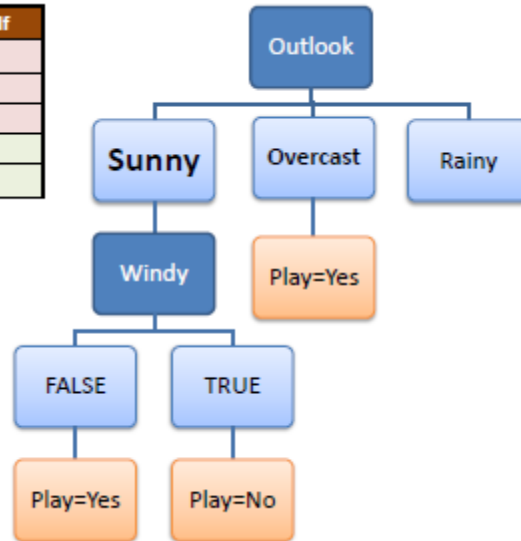 Outlook
Sunny
Overcast
Rainy
Windy
Play=Yes
FALSE
TRUE
Play=Yes
Play=No